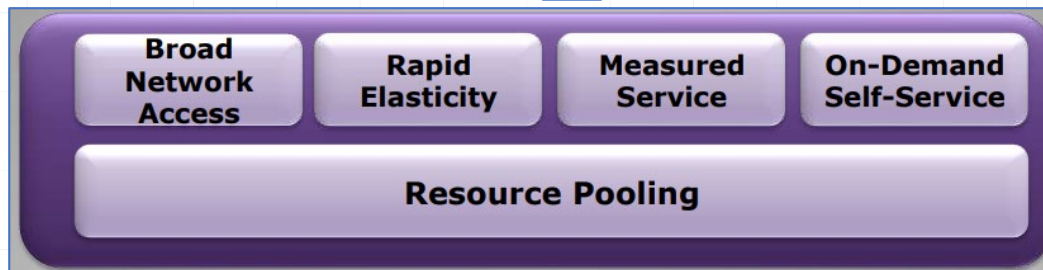 Broad
Network
Access
Rapid
Elasticity
Measured
Service
On-Demand
Self-Service
Resource Pooling